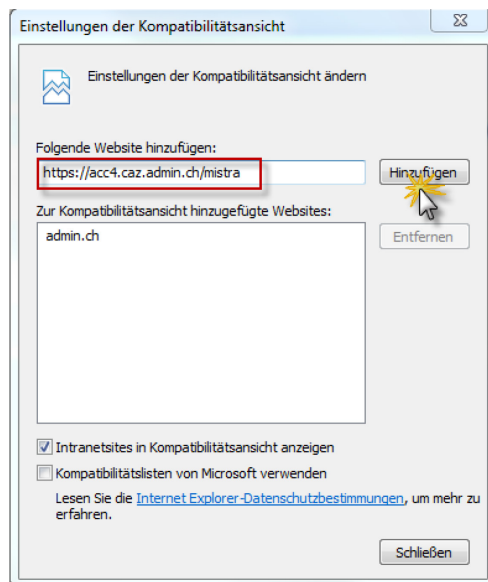 Einstellungen der Kompatibilitätsansicht
Einstellungen der Kompatibilitätsansicht ändern
Folgende Website hinzufügen:
https://acc4.caz.admin.ch/mistra
Hinzufügen
Zur Kompatibilitätsansicht hinzugefügte Websites:
admin.ch
Entfernen
Intranetsites in Kompatibilitätsansicht anzeigen
Kompatibilitätslisten von Microsoft verwenden
Lesen Sie die Internet Explorer-Datenschutzbestimmungen, um mehr zu
erfahren.
Schließen